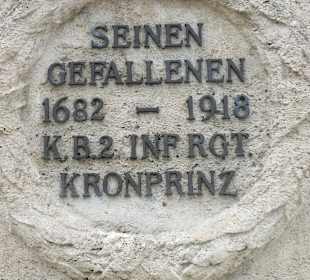 SEINEN
GEFALLENEN
1682 – 1918
K.B.2. INF. RGT.
KRONPRINZ